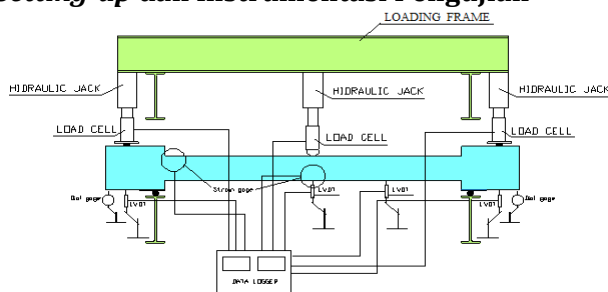 Setting up dan Instrumentasi Pengujian
LOADING FRAME
HIDRAULIC JACK
HIDRAULIC JACK
HIDRAULIC JACK
LOAD CELL
LOAD CELL
LOAD CELL
Dial gage
LVDT
Strain gage
LVDT
LVDT
LVDT
Dial gage
DATA LOGGER